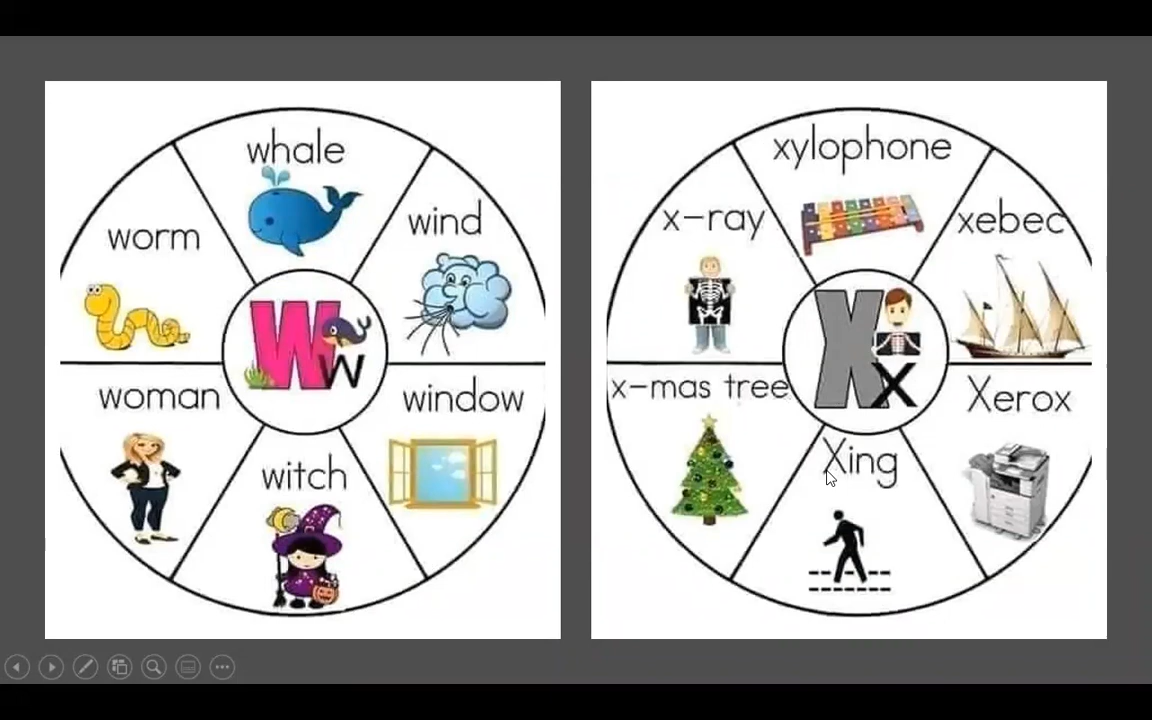 whale
wind
worm
W
w
woman
window
witch
xylophone
x-ray
xebec
X
x
x-mas tree
Xerox
Xing